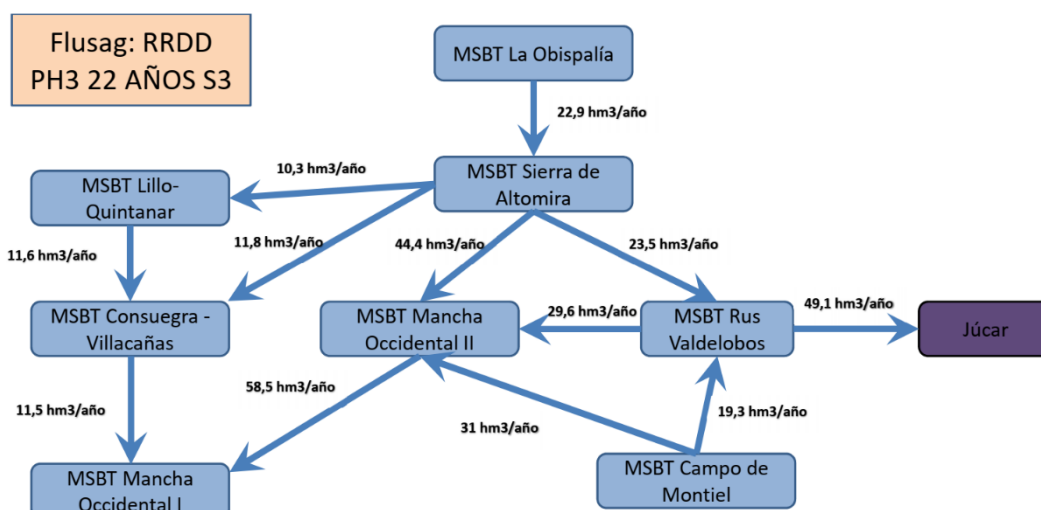 Flusag: RRDD
PH3 22 AÑOS S3
MSBT La Obispalía
22,9 hm3/año
10,3 hm3/año
MSBT Lillo-
Quintanar
MSBT Sierra de
Altomira
11,6 hm3/año
11,8 hm3/año
44,4 hm3/año
23,5 hm3/año
MSBT Consuegra -
Villacañas
MSBT Mancha
Occidental II
29,6 hm3/año
MSBT Rus
Valdelobos
49,1 hm3/año
Júcar
11,5 hm3/año
58,5 hm3/año
31 hm3/año
19,3 hm3/año
MSBT Mancha
Occidental I
MSBT Campo de
Montiel